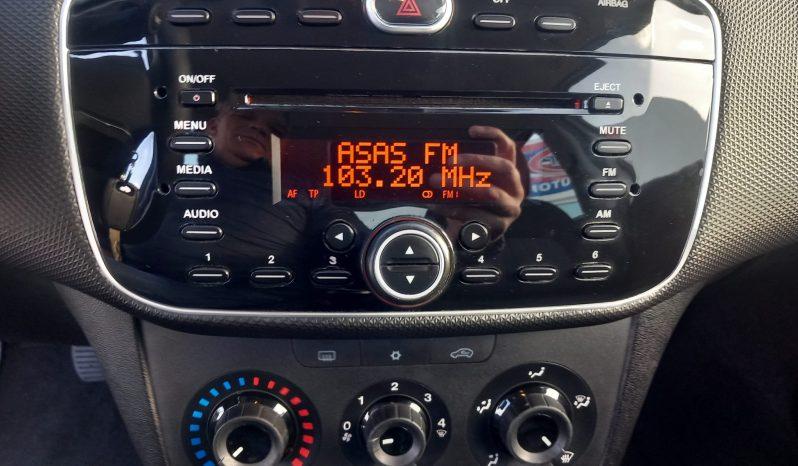 OFF AIRBAG
ON/OFF EJECT
MENU MUTE
ASAS FM
103.20 MHz
MEDIA FM
AF TP LD FM
AUDIO AM
1 2 3 4 5 6
0 1 2 3 4